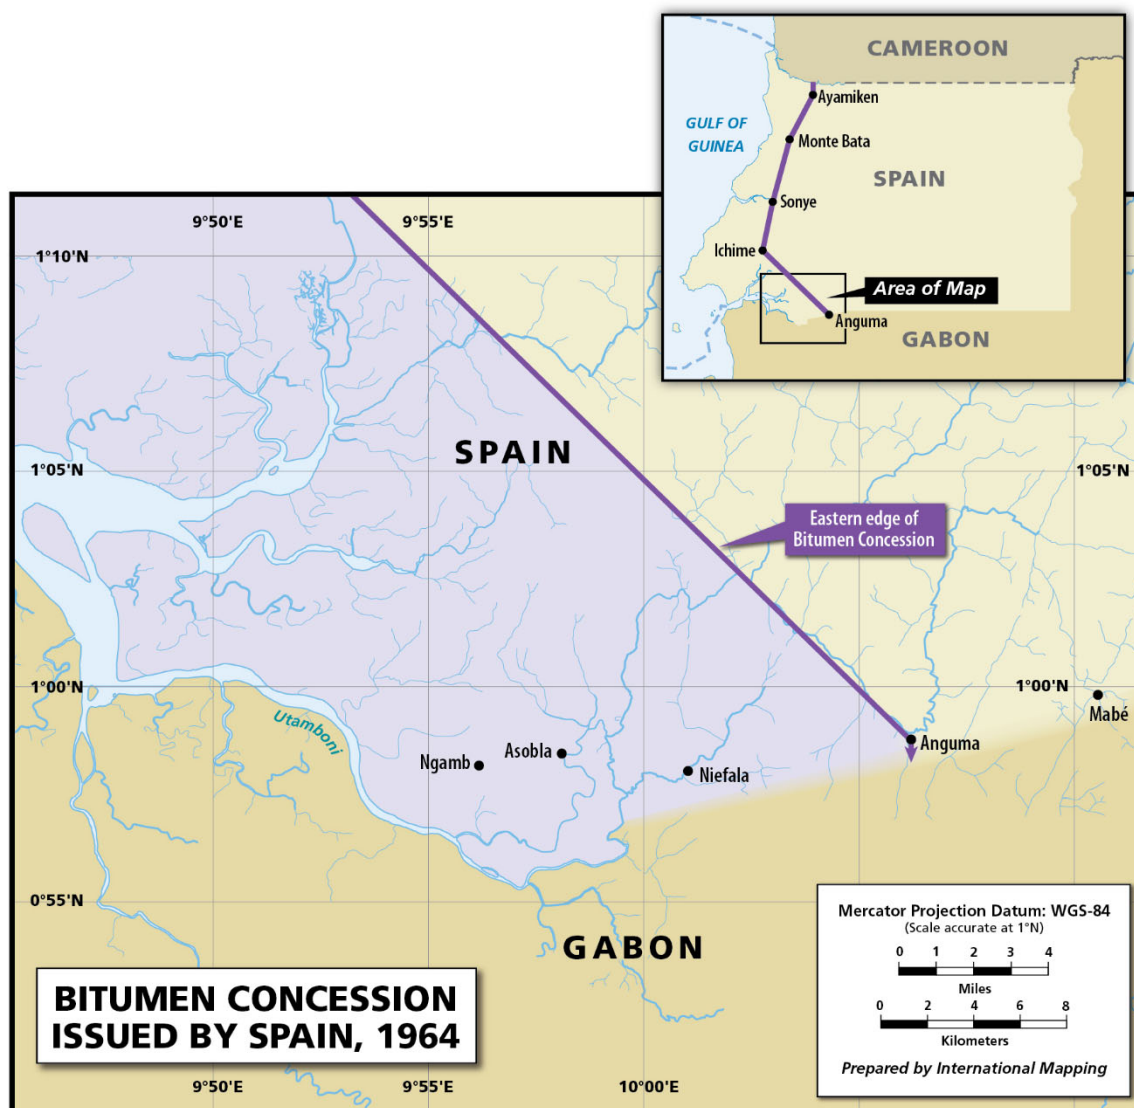 CAMEROON
Ayamiken
GULF OF
GUINEA
Monte Bata
SPAIN
Sonye
Ichime
Area of Map
Anguma
GABON
9°50'E
9°55'E
1°10'N
SPAIN
1°05'N
1°05'N
Eastern edge of
Bitumen Concession
1°00'N
1°00'N
Mabé
Utamboni
Anguma
Asobla
Ngamb
Niefala
0°55'N
GABON
Mercator Projection Datum: WGS-84
(Scale accurate at 1°N)
0 1 2 3 4
Miles
0 2 4 6 8
Kilometers
Prepared by International Mapping
BITUMEN CONCESSION
ISSUED BY SPAIN, 1964
9°50'E
9°55'E
10°00'E